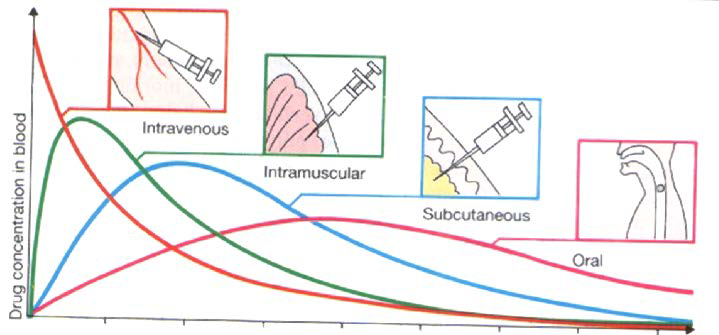 Drug concentration in blood
Intravenous
Intramuscular
Subcutaneous
Oral